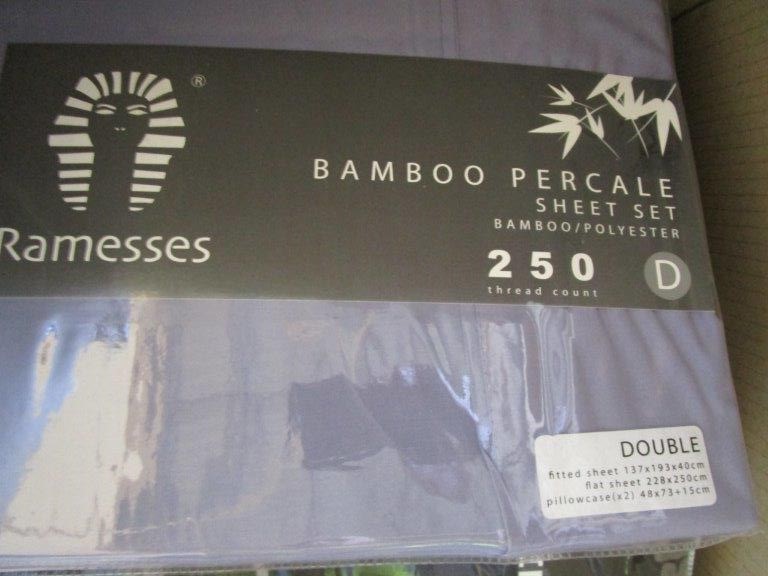 ®
Ramesses
BAMBOO PERCALE
SHEET SET
BAMBOO/POLYESTER
250
thread count
D
DOUBLE
fitted sheet 137x193x40cm
flat sheet 228x250cm
pillowcase(x2) 48x73+15cm